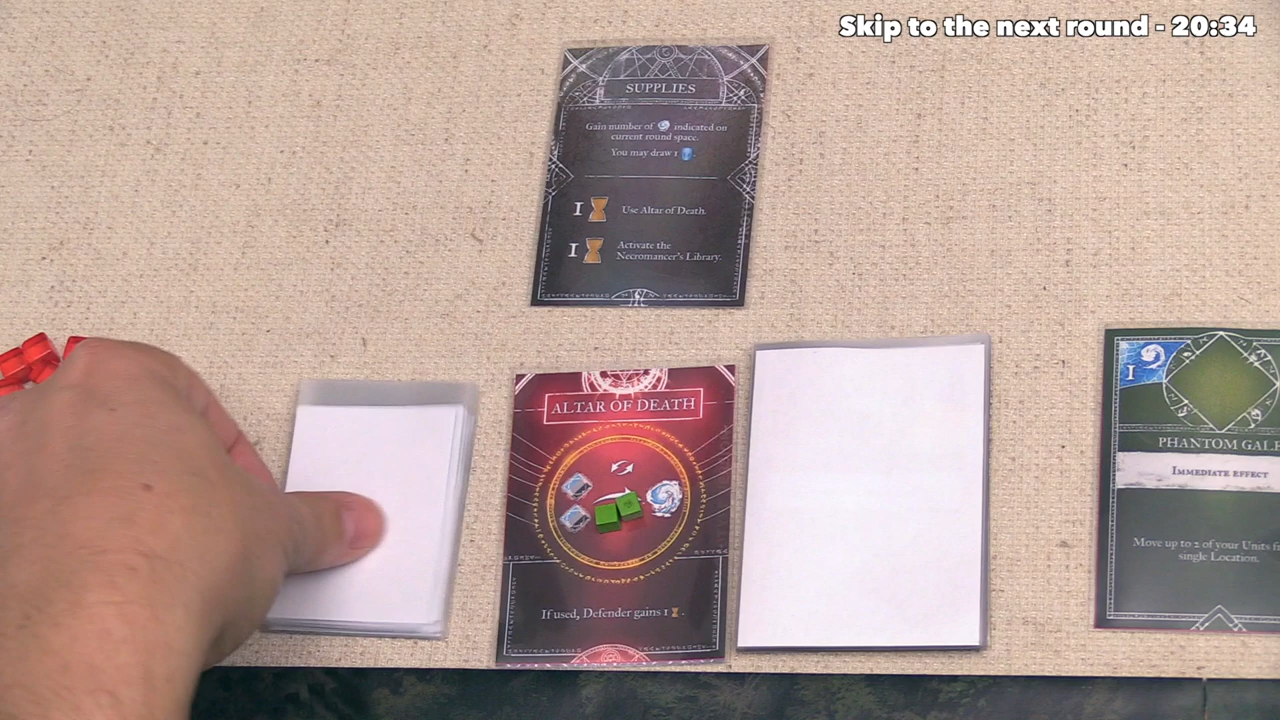 Skip to the next round - 20:34
SUPPLIES
Gain number of indicated on
current round space.
You may draw 1 .
1 Use Altar of Death.
1 Activate the
Necromancer's Library.
ALTAR OF DEATH
If used, Defender gains 1 .
1
PHANTOM GALE
IMMEDIATE EFFECT
Move up to 2 of your Units
single Location.